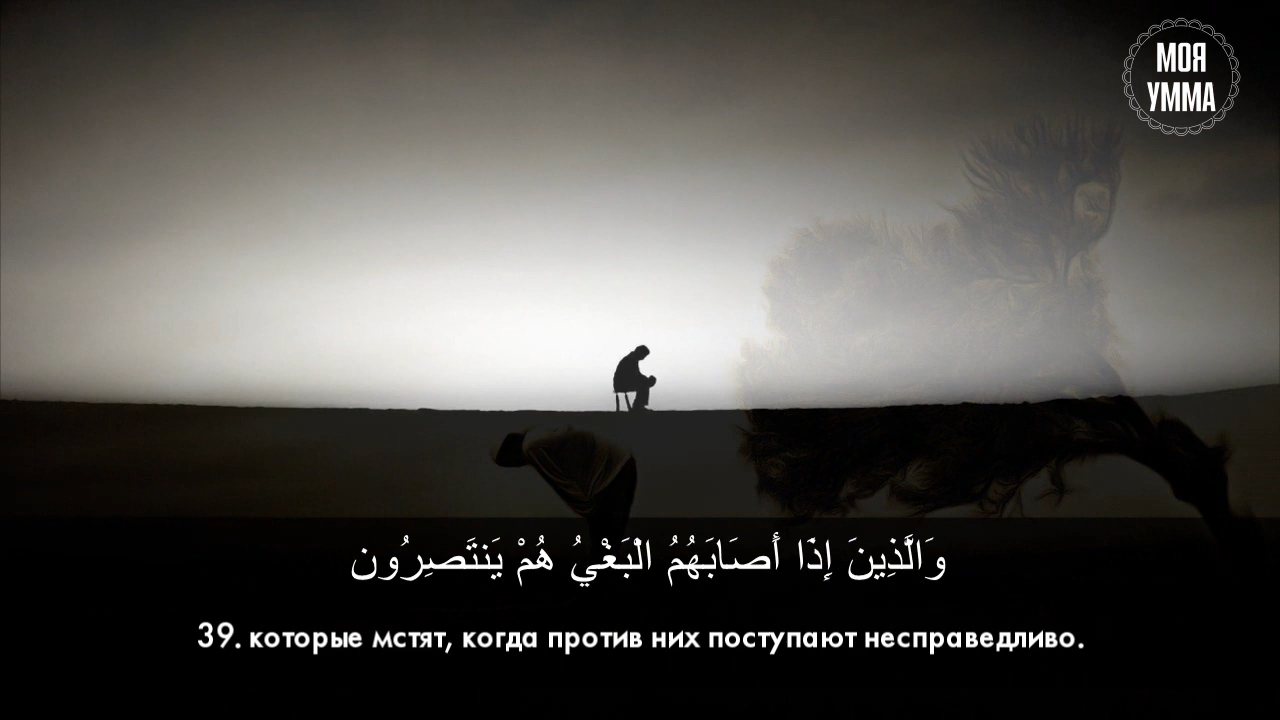 МОЯ
УММА
وَالَّذِينَ إِذَا أَصَابَهُمُ الْبَغْيُ هُمْ يَنتَصِرُون
39. которые мстят, когда против них поступают несправедливо.